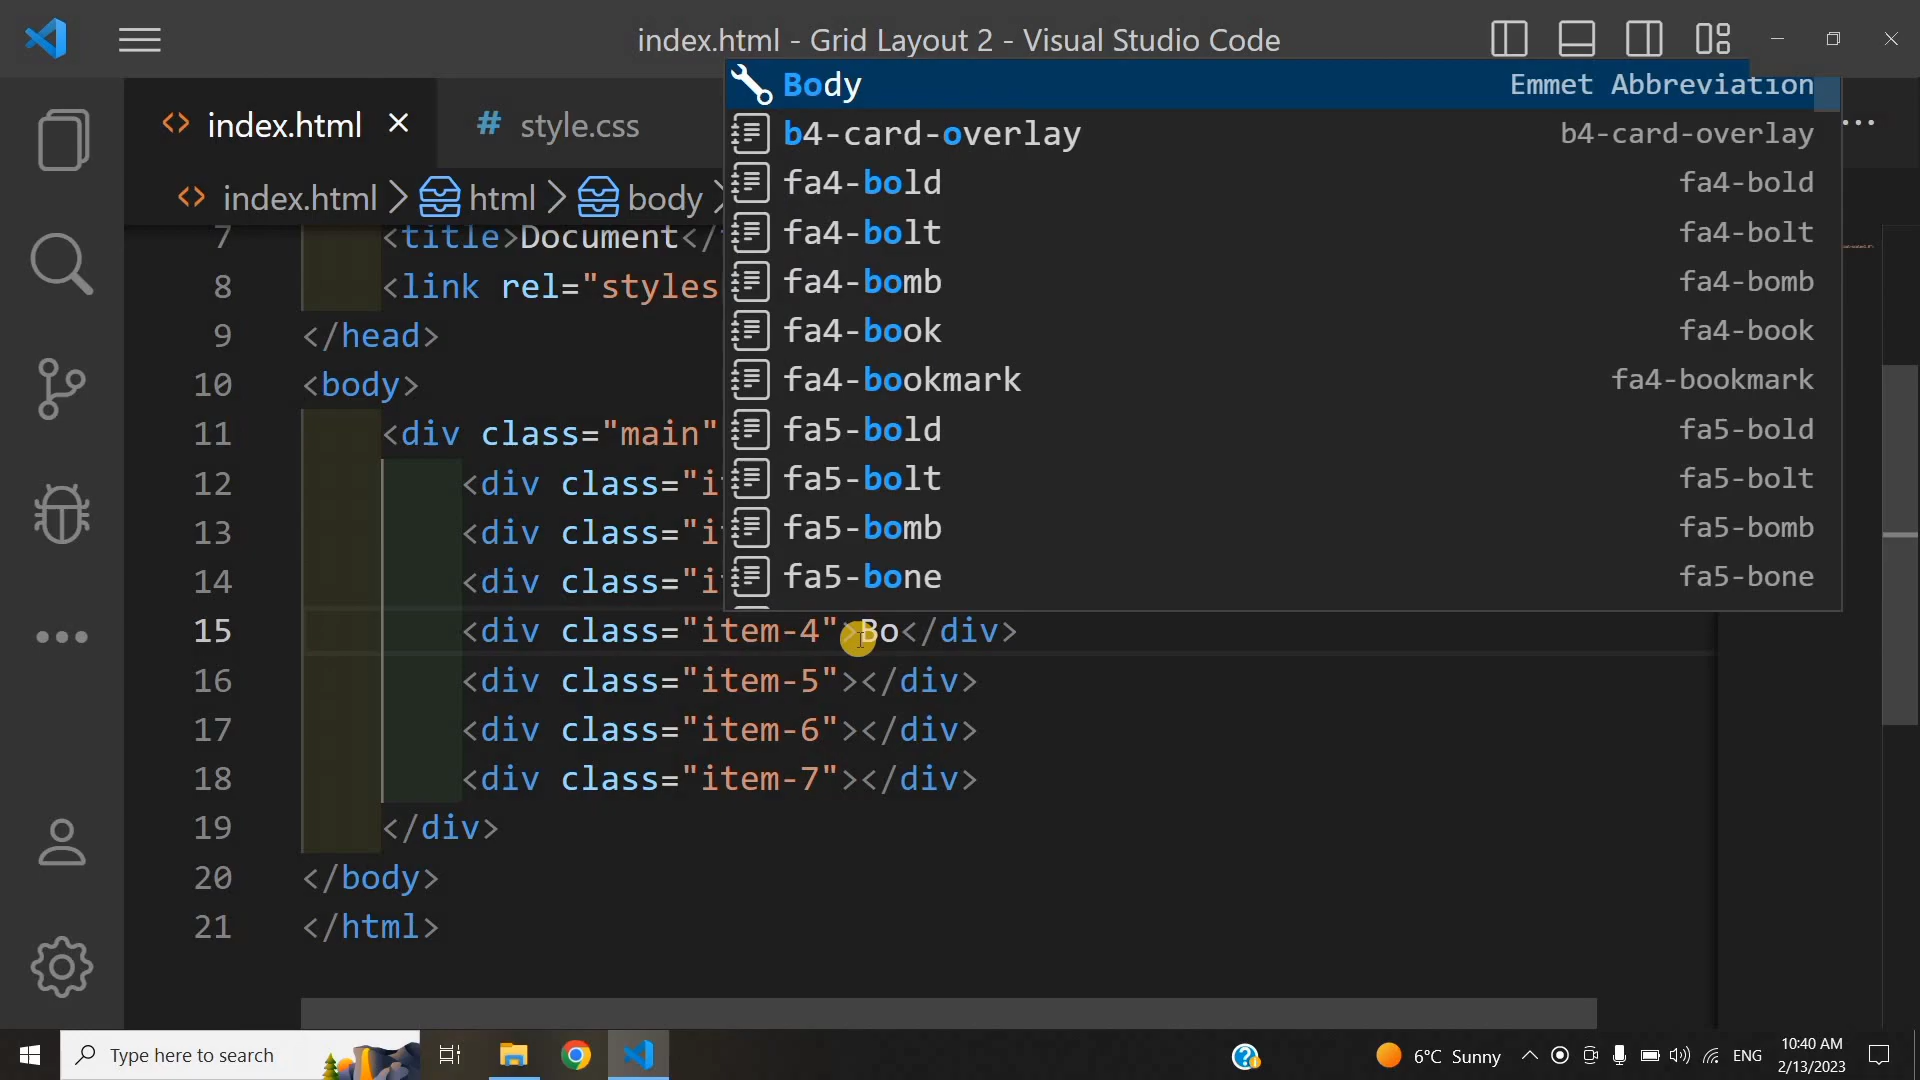 index.html - Grid Layout 2 - Visual Studio Code
index.html
# style.css
index.html > html > body >
Body Emmet Abbreviation
b4-card-overlay b4-card-overlay
fa4-bold fa4-bold
fa4-bolt fa4-bolt
fa4-bomb fa4-bomb
fa4-book fa4-book
fa4-bookmark fa4-bookmark
fa5-bold fa5-bold
fa5-bolt fa5-bolt
fa5-bomb fa5-bomb
fa5-bone fa5-bone
7 <title>Document</
8 <link rel="styles
9 </head>
10 <body>
11 <div class="main"
12 <div class="it
13 <div class="it
14 <div class="it
15 <div class="item-4">Bo</div>
16 <div class="item-5"></div>
17 <div class="item-6"></div>
18 <div class="item-7"></div>
19 </div>
20 </body>
21 </html>
Type here to search
6°C Sunny
ENG
10:40 AM
2/13/2023